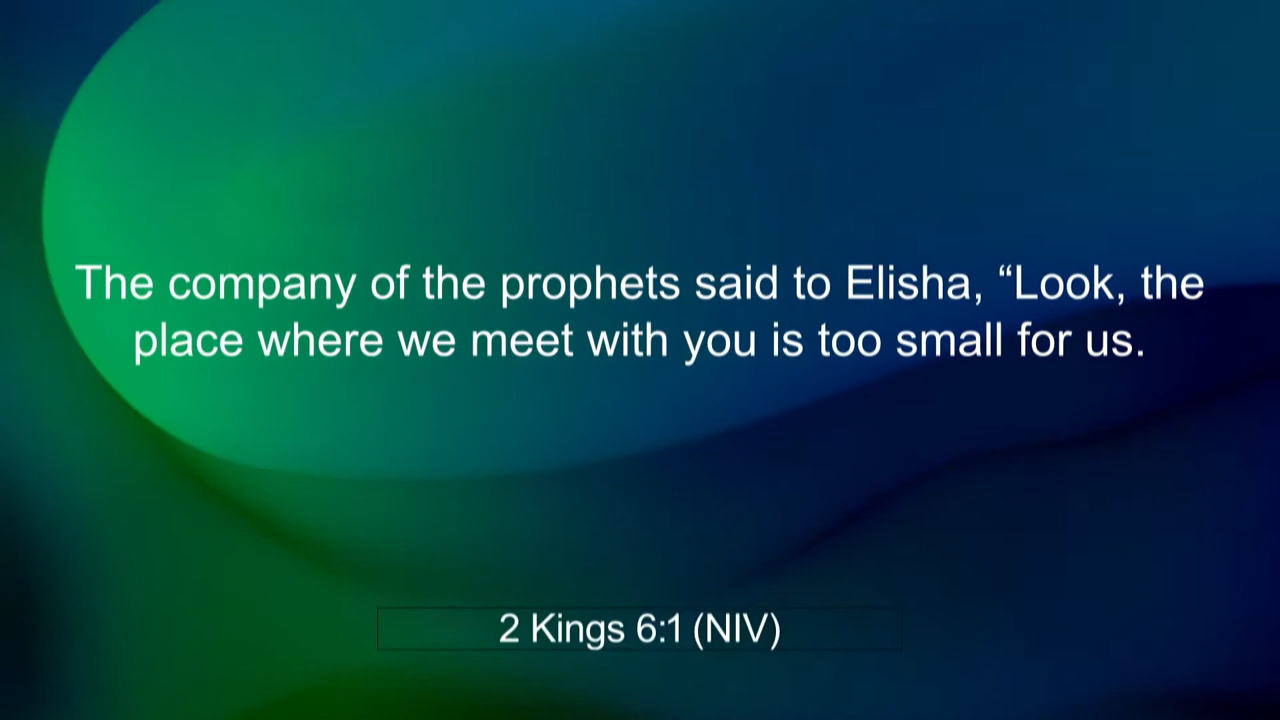 The company of the prophets said to Elisha, “Look, the
place where we meet with you is too small for us.
2 Kings 6:1 (NIV)